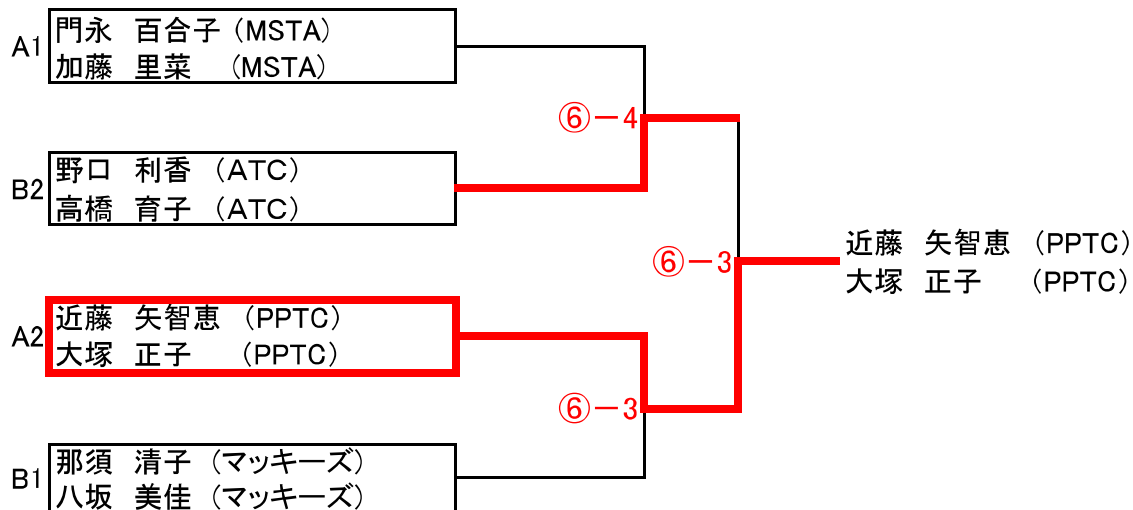 A1
門永 百合子 (MSTA)
加藤 里菜 (MSTA)
⑥－4
B2
野口 利香 (ATC)
高橋 育子 (ATC)
⑥－3
近藤 矢智恵 (PPTC)
大塚 正子 (PPTC)
A2
近藤 矢智恵 (PPTC)
大塚 正子 (PPTC)
⑥－3
B1
那須 清子 (マッキーズ)
八坂 美佳 (マッキーズ)